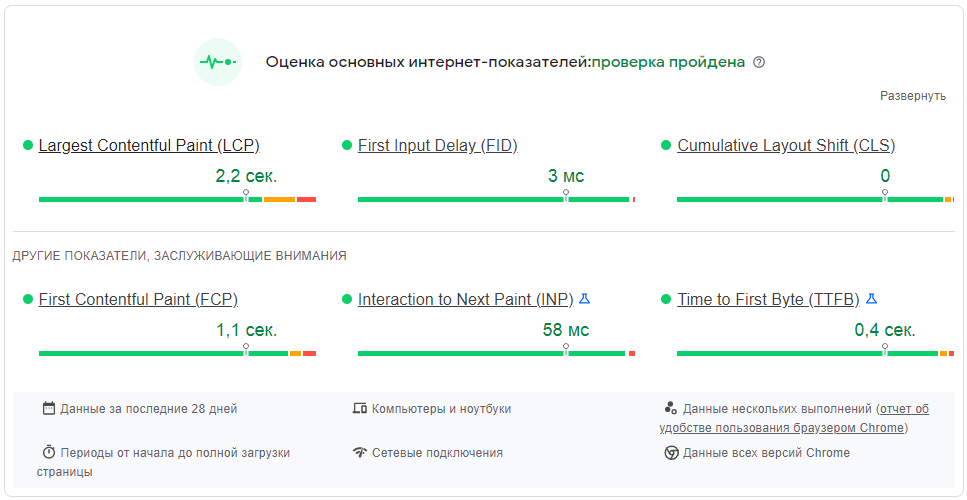 Оценка основных интернет-показателей:проверка пройдена
Развернуть
Largest Contentful Paint (LCP)
2,2 сек.
First Input Delay (FID)
3 мс
Cumulative Layout Shift (CLS)
0
ДРУГИЕ ПОКАЗАТЕЛИ, ЗАСЛУЖИВАЮЩИЕ ВНИМАНИЯ
First Contentful Paint (FCP)
1,1 сек.
Interaction to Next Paint (INP)
58 мс
Time to First Byte (TTFB)
0,4 сек.
Данные за последние 28 дней
Компьютеры и ноутбуки
Данные нескольких выполнений (отчет об
удобстве пользования браузером Chrome)
Периоды от начала до полной загрузки
страницы
Сетевые подключения
Данные всех версий Chrome